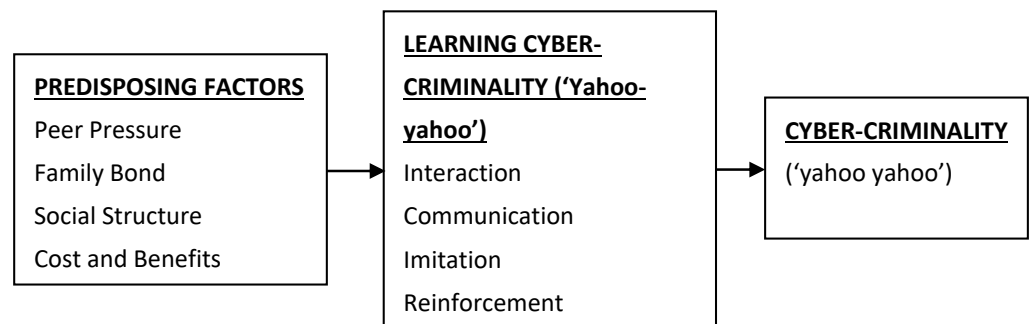 PREDISPOSING FACTORS
Peer Pressure
Family Bond
Social Structure
Cost and Benefits
LEARNING CYBER-
CRIMINALITY (‘Yahoo-
yahoo’)
Interaction
Communication
Imitation
Reinforcement
CYBER-CRIMINALITY
(‘yahoo yahoo’)